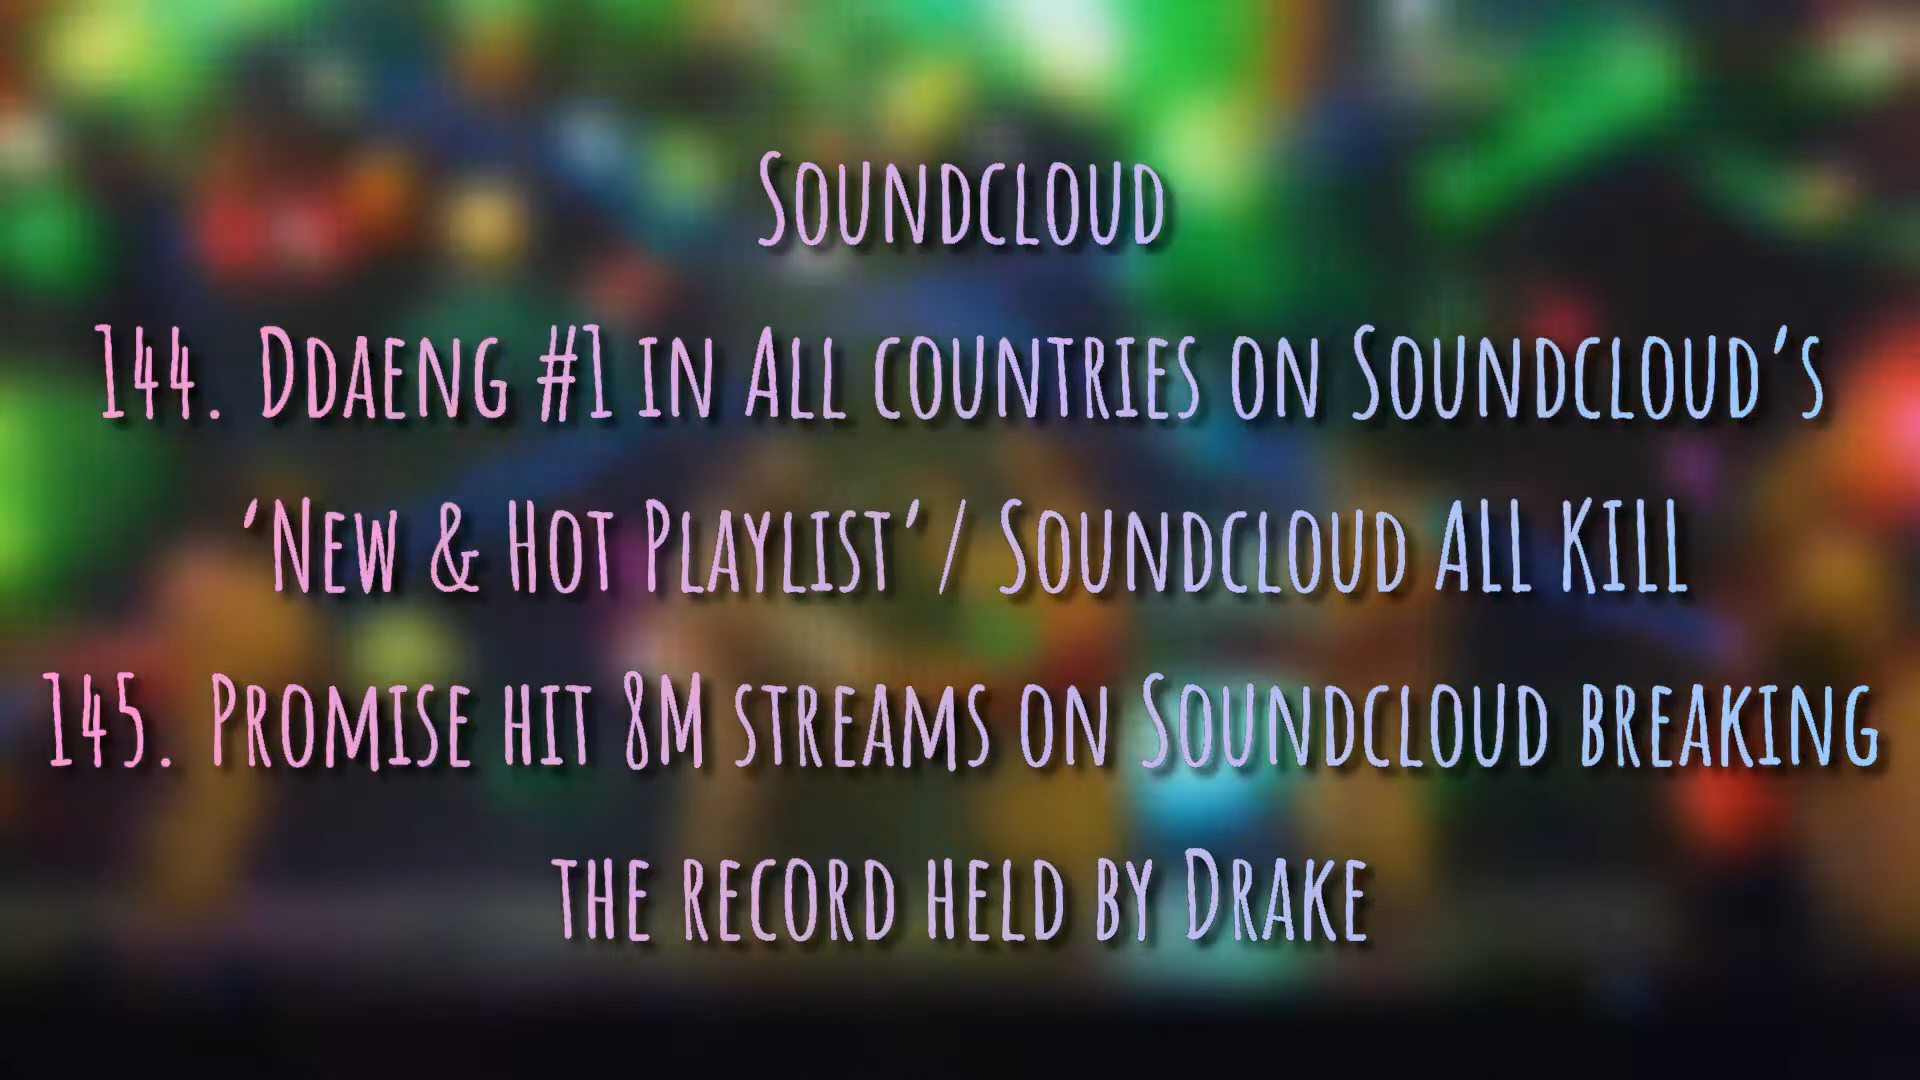 Soundcloud
144. Ddaeng #1 in All countries on Soundcloud's
'New & Hot Playlist'/ Soundcloud ALL KILL
145. Promise hit 8M streams on Soundcloud breaking
the record held by Drake